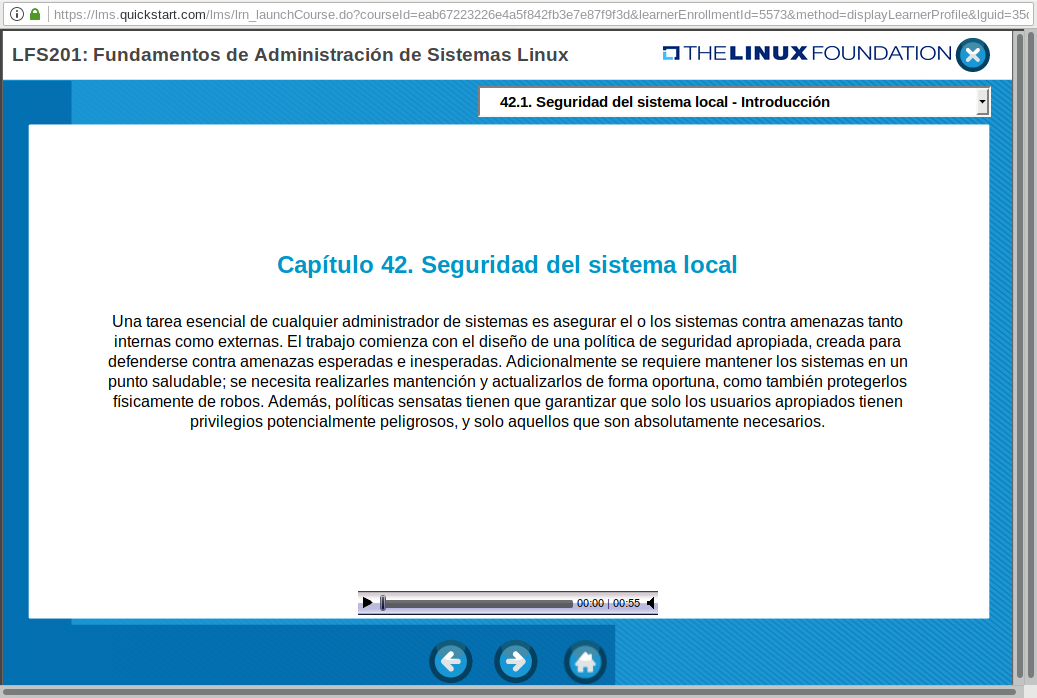 https://lms.quickstart.com/lms/lrn_launchCourse.do?courseId=eab67223226e4a5f842fb3e7e87f9f3d&learnerEnrollmentId=5573&method=displayLearnerProfile&lguid=35c
LFS201: Fundamentos de Administración de Sistemas Linux
THE LINUX FOUNDATION
42.1. Seguridad del sistema local - Introducción
Capítulo 42. Seguridad del sistema local
Una tarea esencial de cualquier administrador de sistemas es asegurar el o los sistemas contra amenazas tanto
internas como externas. El trabajo comienza con el diseño de una política de seguridad apropiada, creada para
defenderse contra amenazas esperadas e inesperadas. Adicionalmente se requiere mantener los sistemas en un
punto saludable; se necesita realizarles mantención y actualizarlos de forma oportuna, como también protegerlos
físicamente de robos. Además, políticas sensatas tienen que garantizar que solo los usuarios apropiados tienen
privilegios potencialmente peligrosos, y solo aquellos que son absolutamente necesarios.
00:00 | 00:55